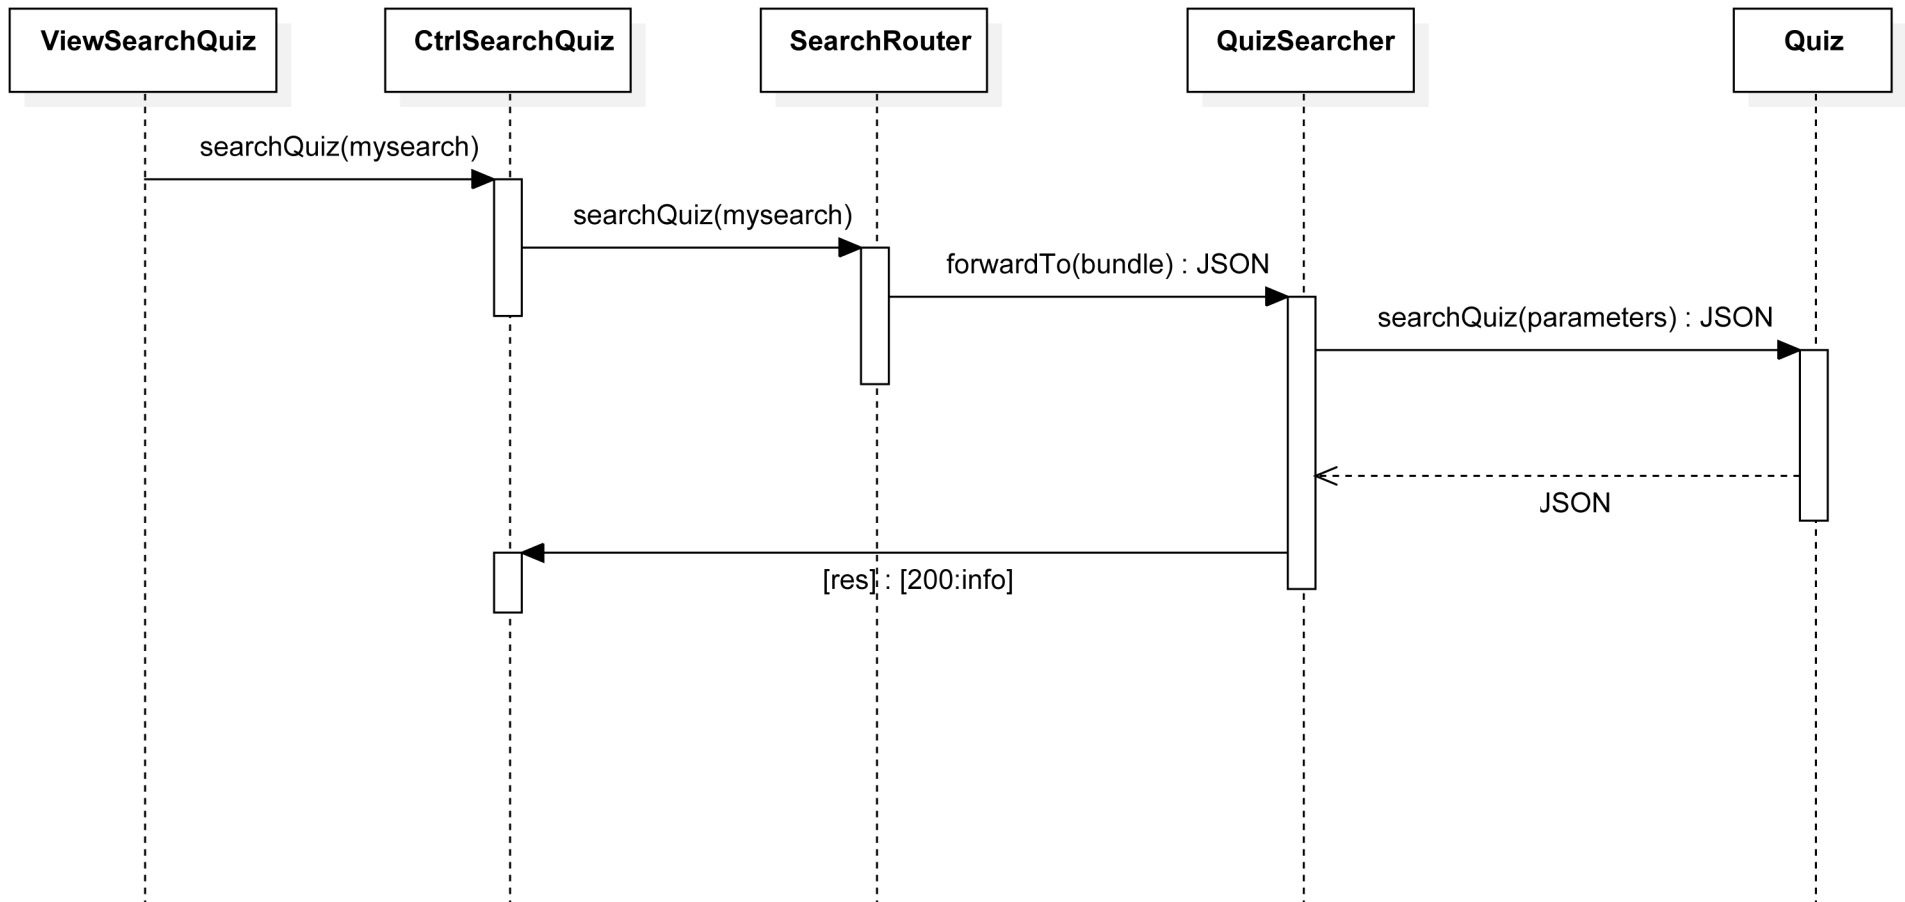 ViewSearchQuiz
CtrlSearchQuiz
SearchRouter
QuizSearcher
Quiz
searchQuiz(mysearch)
searchQuiz(mysearch)
forwardTo(bundle) : JSON
searchQuiz(parameters) : JSON
JSON
[res] : [200:info]